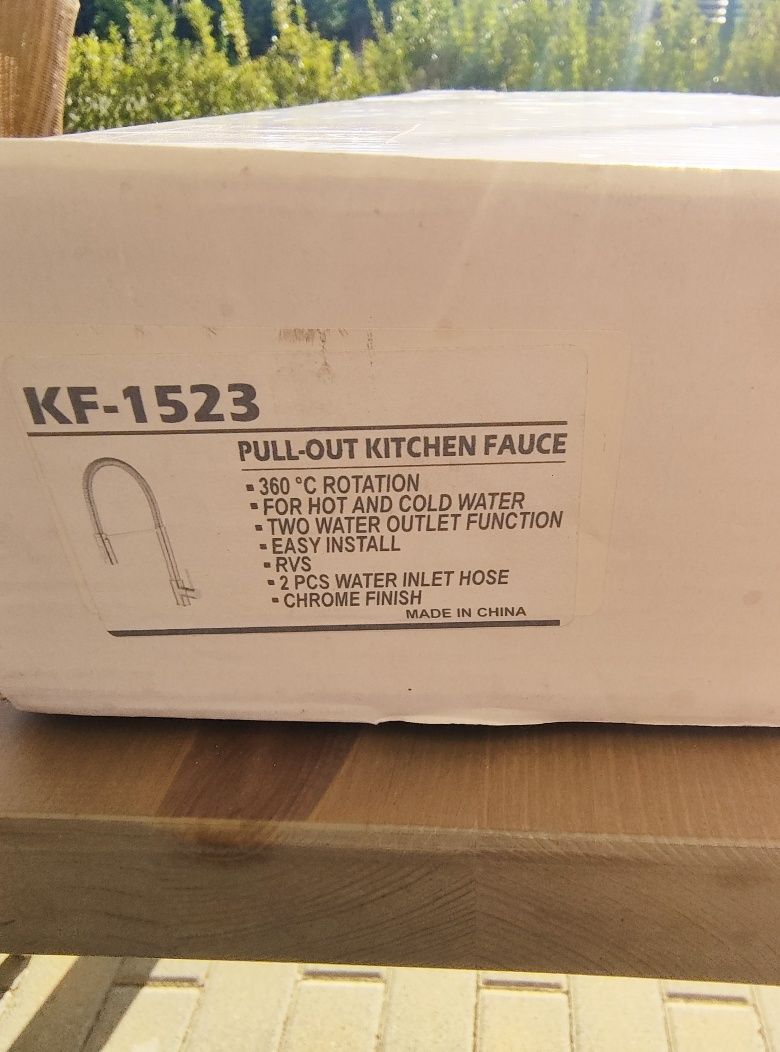 KF-1523
PULL-OUT KITCHEN FAUCE
▪ 360 °C ROTATION
▪ FOR HOT AND COLD WATER
▪ TWO WATER OUTLET FUNCTION
▪ EASY INSTALL
▪ RVS
▪ 2 PCS WATER INLET HOSE
▪ CHROME FINISH
MADE IN CHINA